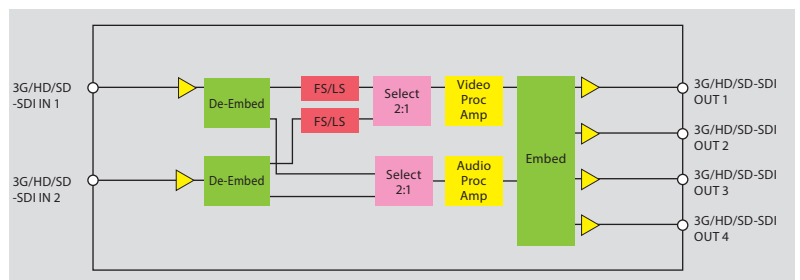 3G/HD/SD
-SDI IN 1
De-Embed
FS/LS
FS/LS
Select
2:1
Video
Proc
Amp
3G/HD/SD-SDI
OUT 1
3G/HD/SD-SDI
OUT 2
Embed
3G/HD/SD
-SDI IN 2
De-Embed
Select
2:1
Audio
Proc
Amp
3G/HD/SD-SDI
OUT 3
3G/HD/SD-SDI
OUT 4